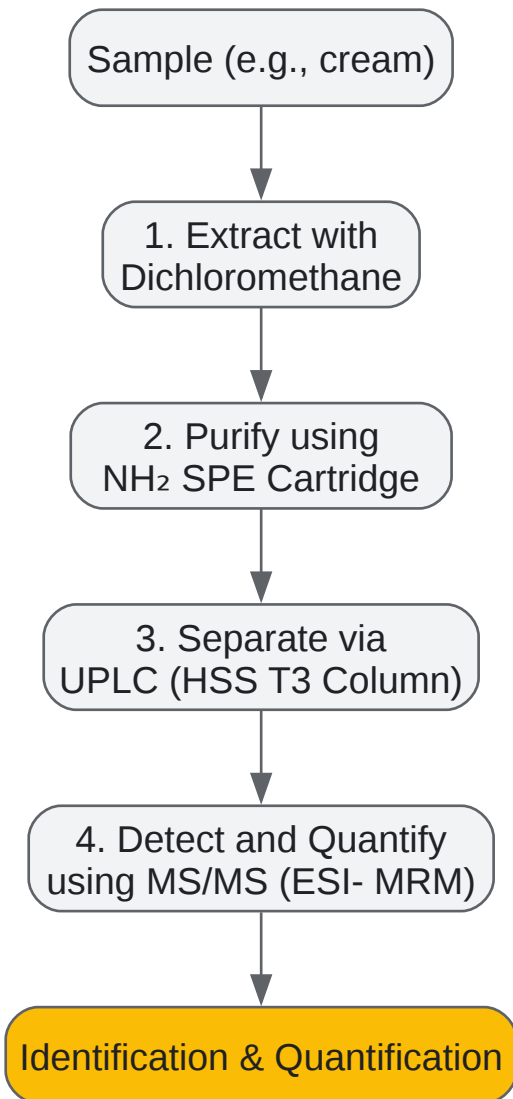 Sample (e.g., cream)
1. Extract with
Dichloromethane
2. Purify using
NH₂ SPE Cartridge
3. Separate via
UPLC (HSS T3 Column)
4. Detect and Quantify
using MS/MS (ESI- MRM)
Identification & Quantification